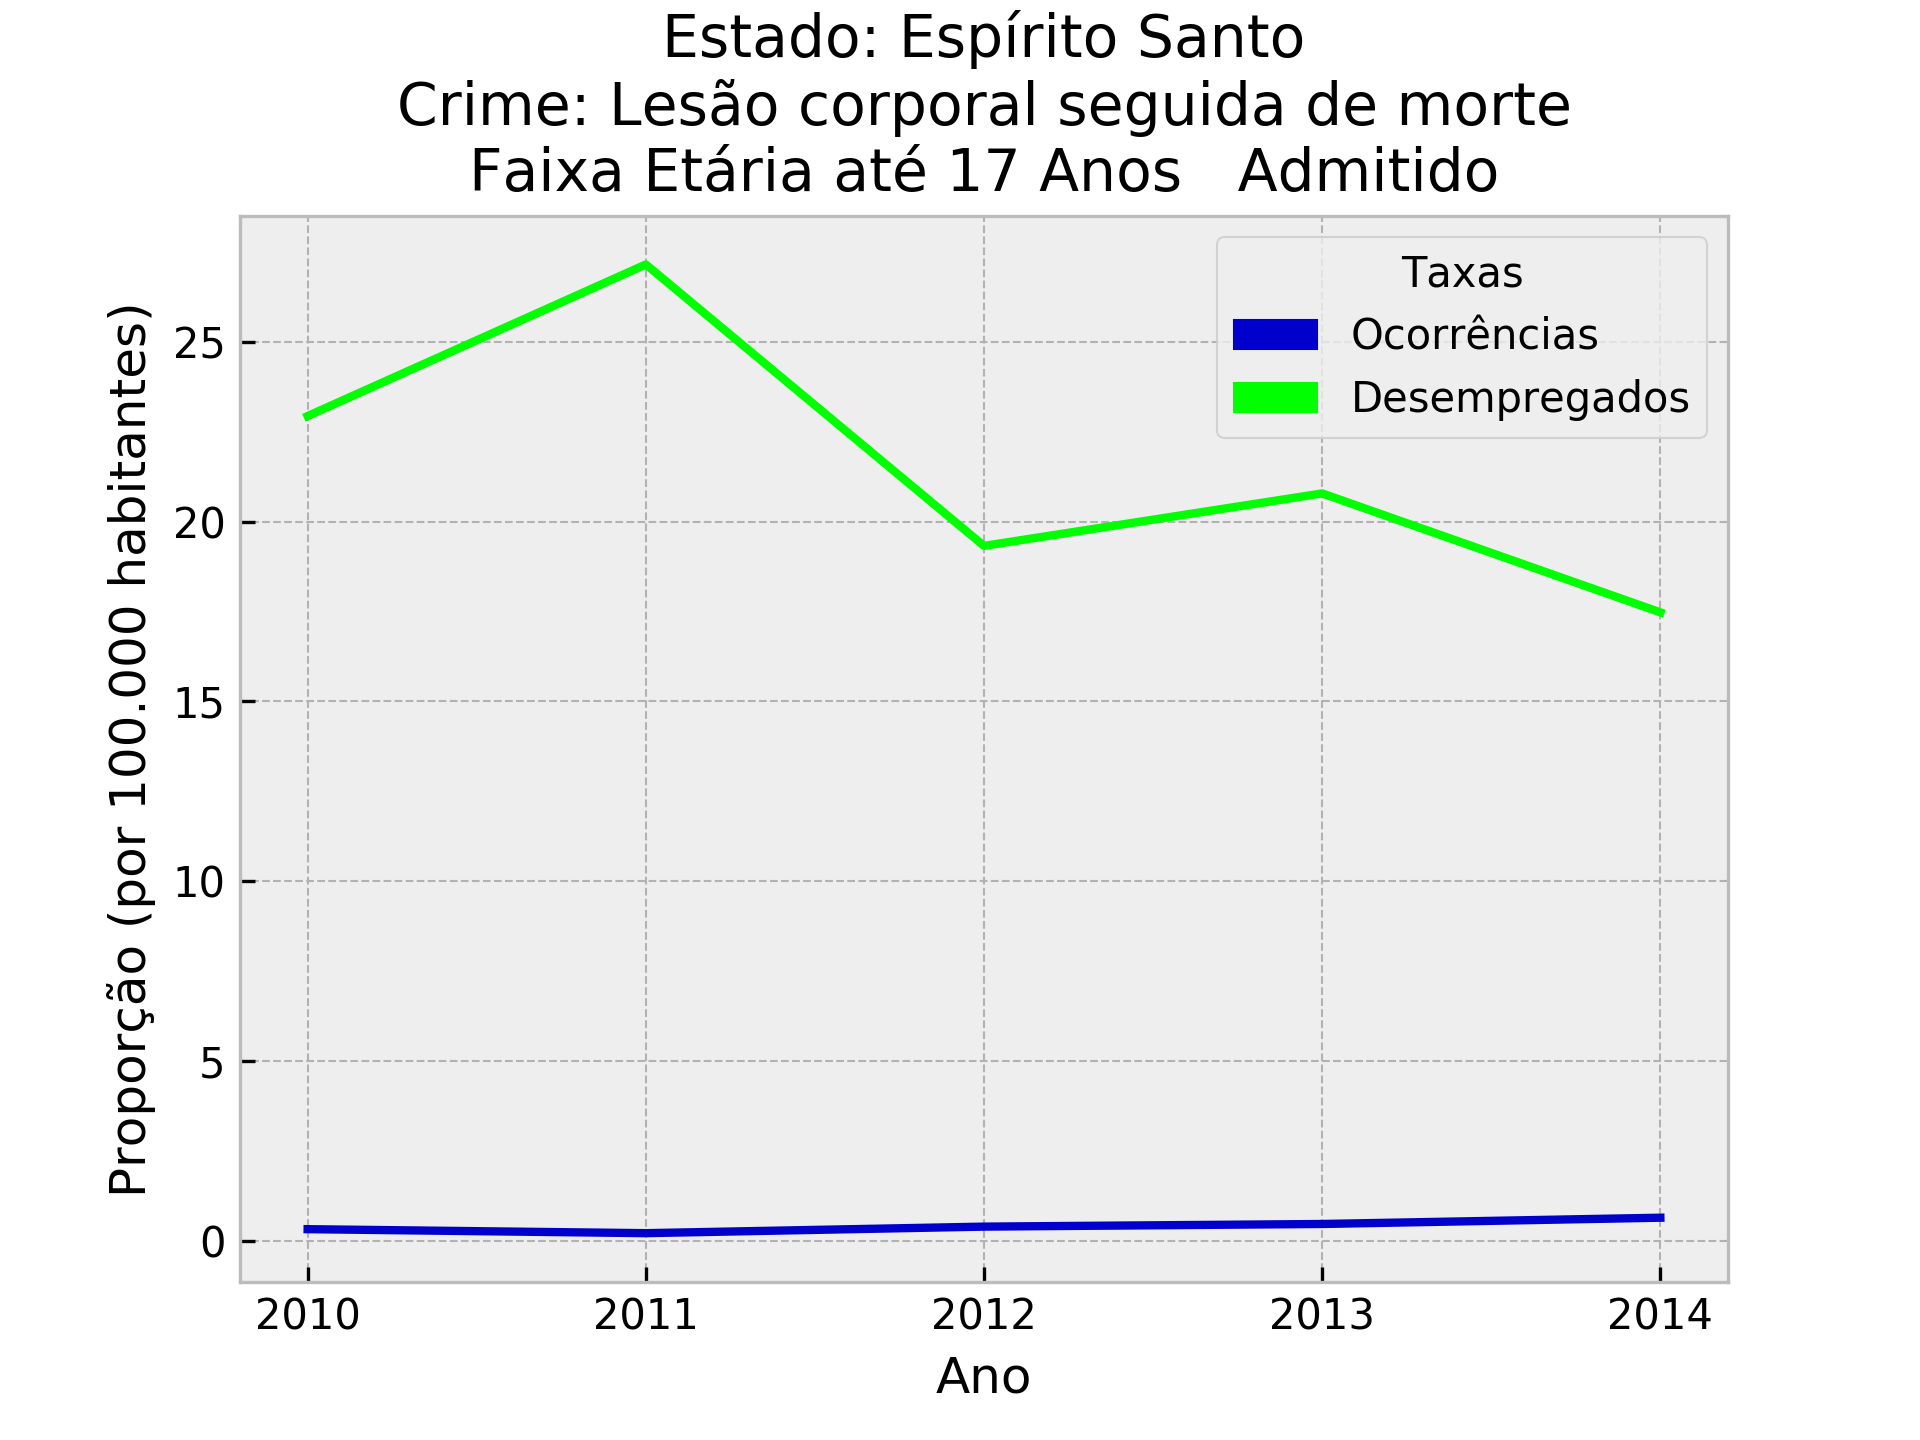 Estado: Espírito Santo
Crime: Lesão corporal seguida de morte
Faixa Etária até 17 Anos   Admitido
Taxas
Ocorrências
Desempregados
Proporção (por 100.000 habitantes)
25
20
15
10
5
0
2010 2011 2012 2013 2014
Ano